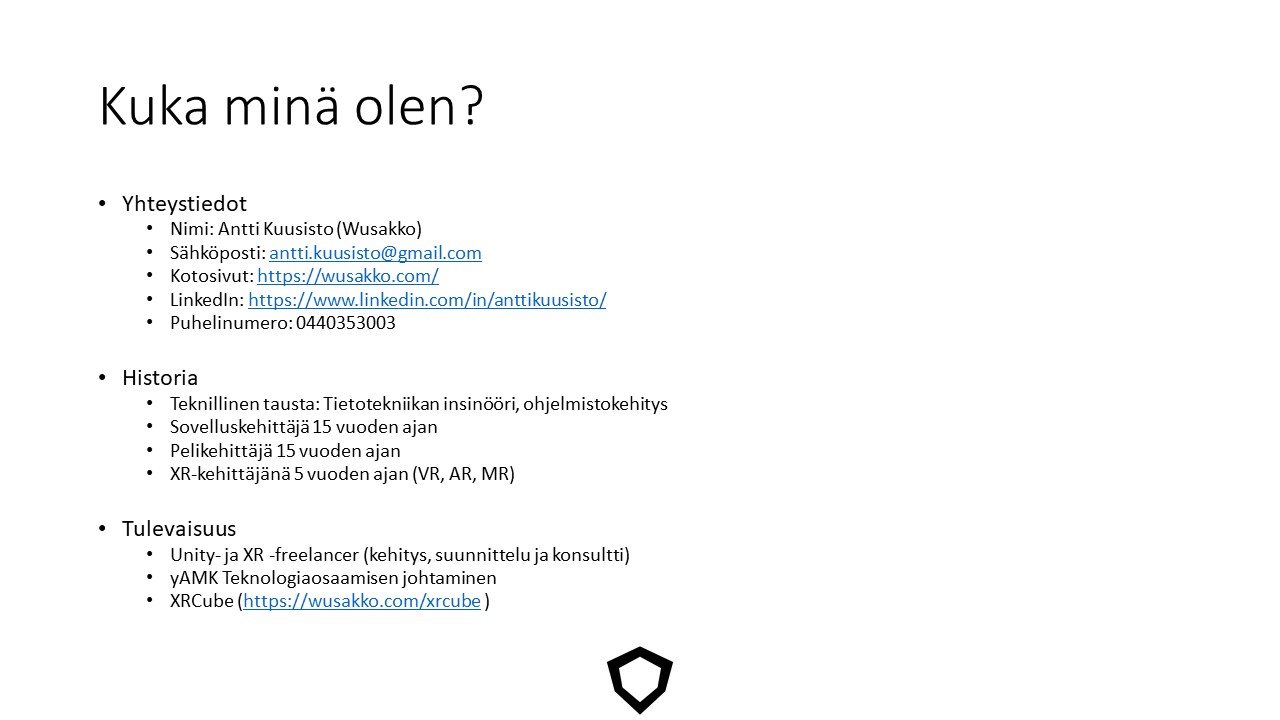 Kuka minä olen?
• Yhteystiedot
• Nimi: Antti Kuusisto (Wusakko)
• Sähköposti: antti.kuusisto@gmail.com
• Kotosivut: https://wusakko.com/
• LinkedIn: https://www.linkedin.com/in/anttikuusisto/
• Puhelinumero: 0440353003
• Historia
• Teknillinen tausta: Tietotekniikan insinööri, ohjelmistokehitys
• Sovelluskehittäjä 15 vuoden ajan
• Pelikehittäjä 15 vuoden ajan
• XR-kehittäjänä 5 vuoden ajan (VR, AR, MR)
• Tulevaisuus
• Unity- ja XR -freelancer (kehitys, suunnittelu ja konsultti)
• yAMK Teknologiaosaamisen johtaminen
• XRCube (https://wusakko.com/xrcube )